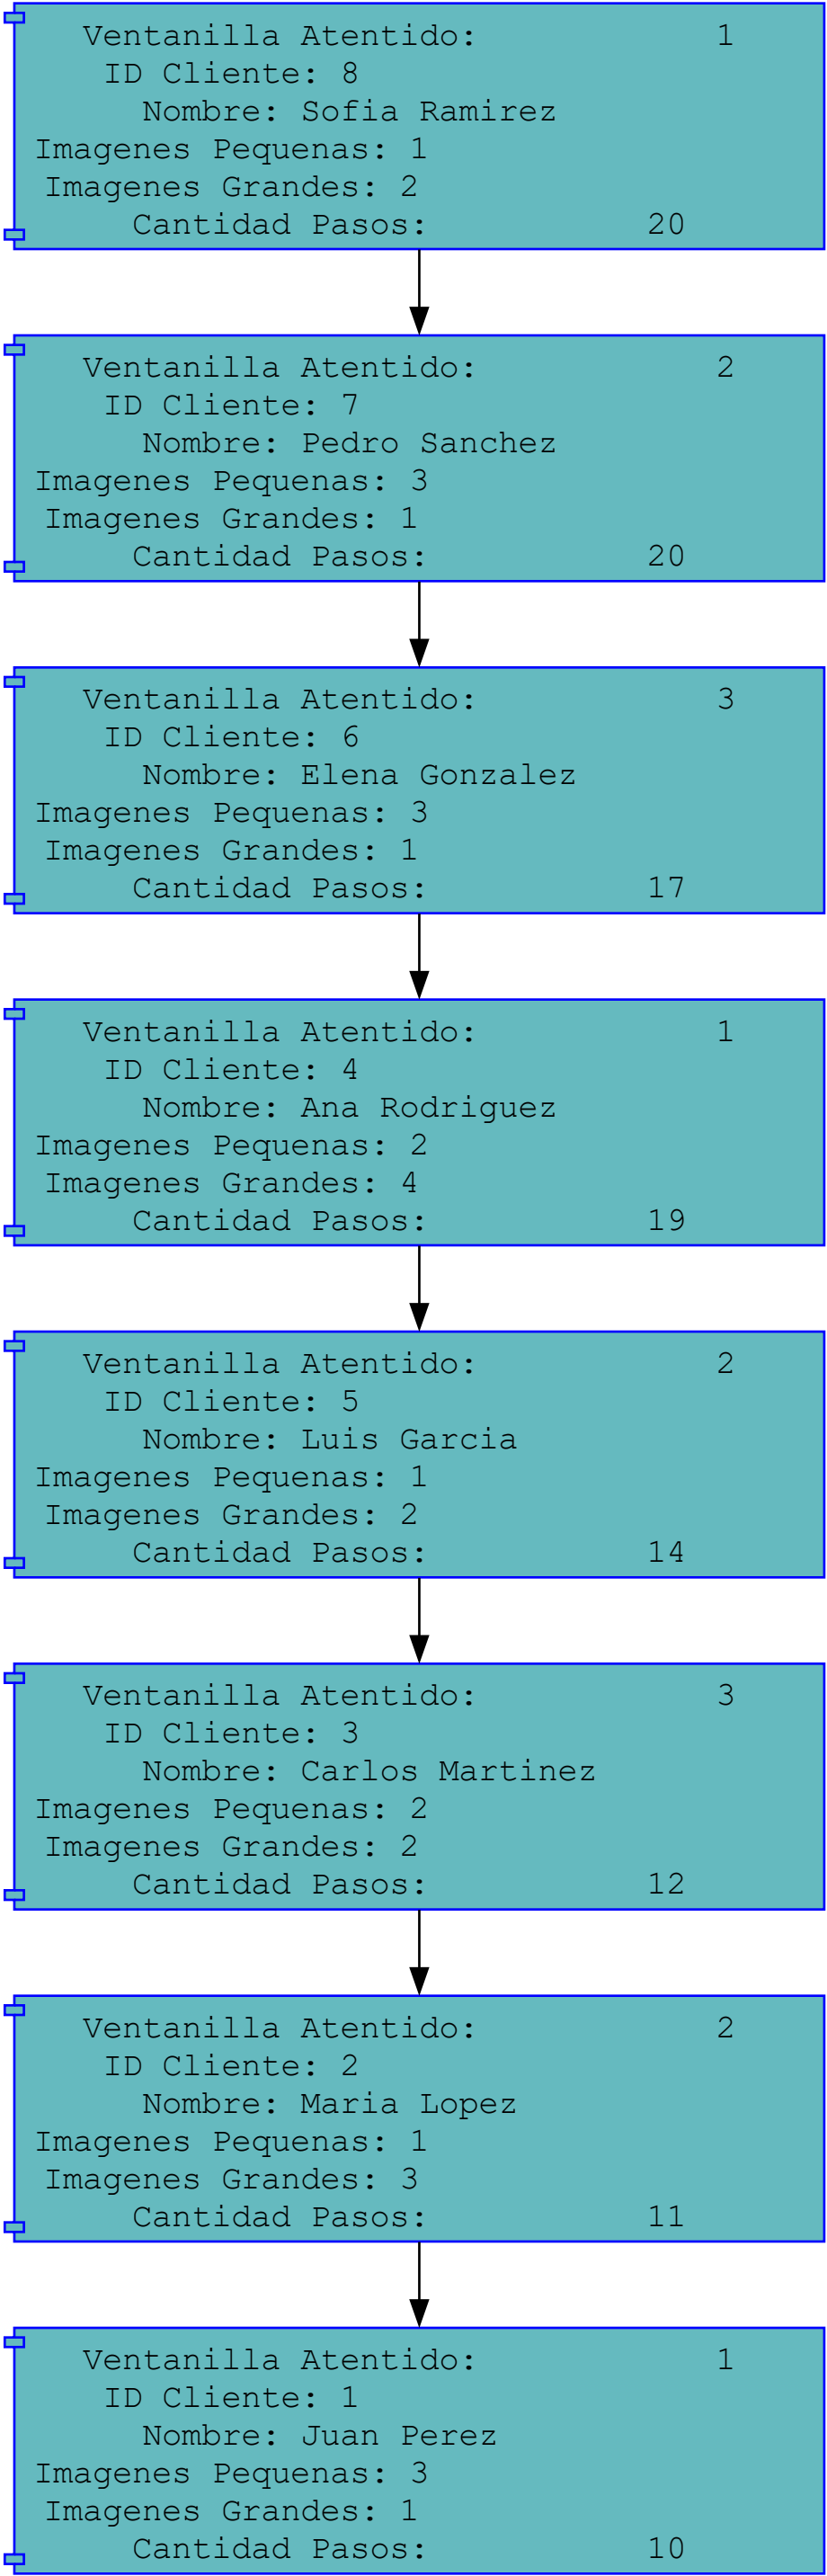 Ventanilla Atentido: 1
ID Cliente: 8
Nombre: Sofia Ramirez
Imagenes Pequenas: 1
Imagenes Grandes: 2
Cantidad Pasos: 20
Ventanilla Atentido: 2
ID Cliente: 7
Nombre: Pedro Sanchez
Imagenes Pequenas: 3
Imagenes Grandes: 1
Cantidad Pasos: 20
Ventanilla Atentido: 3
ID Cliente: 6
Nombre: Elena Gonzalez
Imagenes Pequenas: 3
Imagenes Grandes: 1
Cantidad Pasos: 17
Ventanilla Atentido: 1
ID Cliente: 4
Nombre: Ana Rodriguez
Imagenes Pequenas: 2
Imagenes Grandes: 4
Cantidad Pasos: 19
Ventanilla Atentido: 2
ID Cliente: 5
Nombre: Luis Garcia
Imagenes Pequenas: 1
Imagenes Grandes: 2
Cantidad Pasos: 14
Ventanilla Atentido: 3
ID Cliente: 3
Nombre: Carlos Martinez
Imagenes Pequenas: 2
Imagenes Grandes: 2
Cantidad Pasos: 12
Ventanilla Atentido: 2
ID Cliente: 2
Nombre: Maria Lopez
Imagenes Pequenas: 1
Imagenes Grandes: 3
Cantidad Pasos: 11
Ventanilla Atentido: 1
ID Cliente: 1
Nombre: Juan Perez
Imagenes Pequenas: 3
Imagenes Grandes: 1
Cantidad Pasos: 10